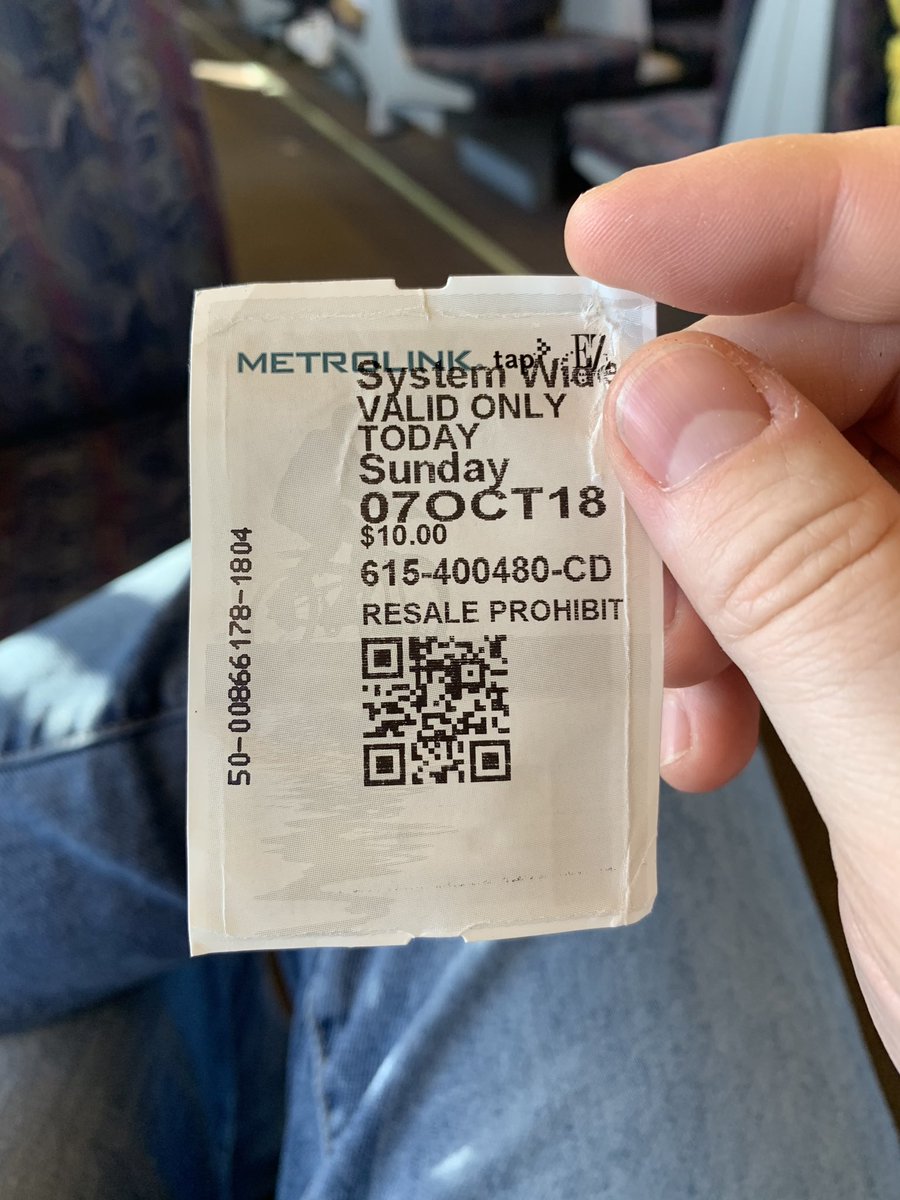 METROLINK tap EZ
System Wide
VALID ONLY
TODAY
Sunday
07OCT18
$10.00
615-400480-CD
RESALE PROHIBIT
50-00866178-1804